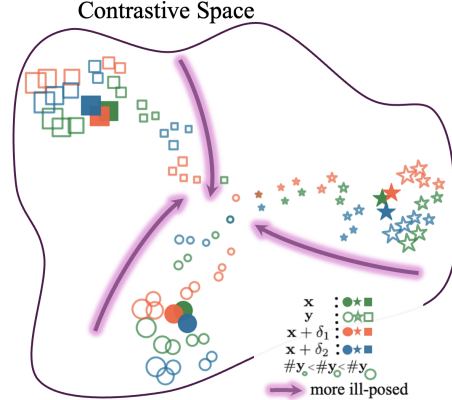 Contrastive Space
x
y
x + δ₁
x + δ₂
#y < #y < #y
more ill-posed